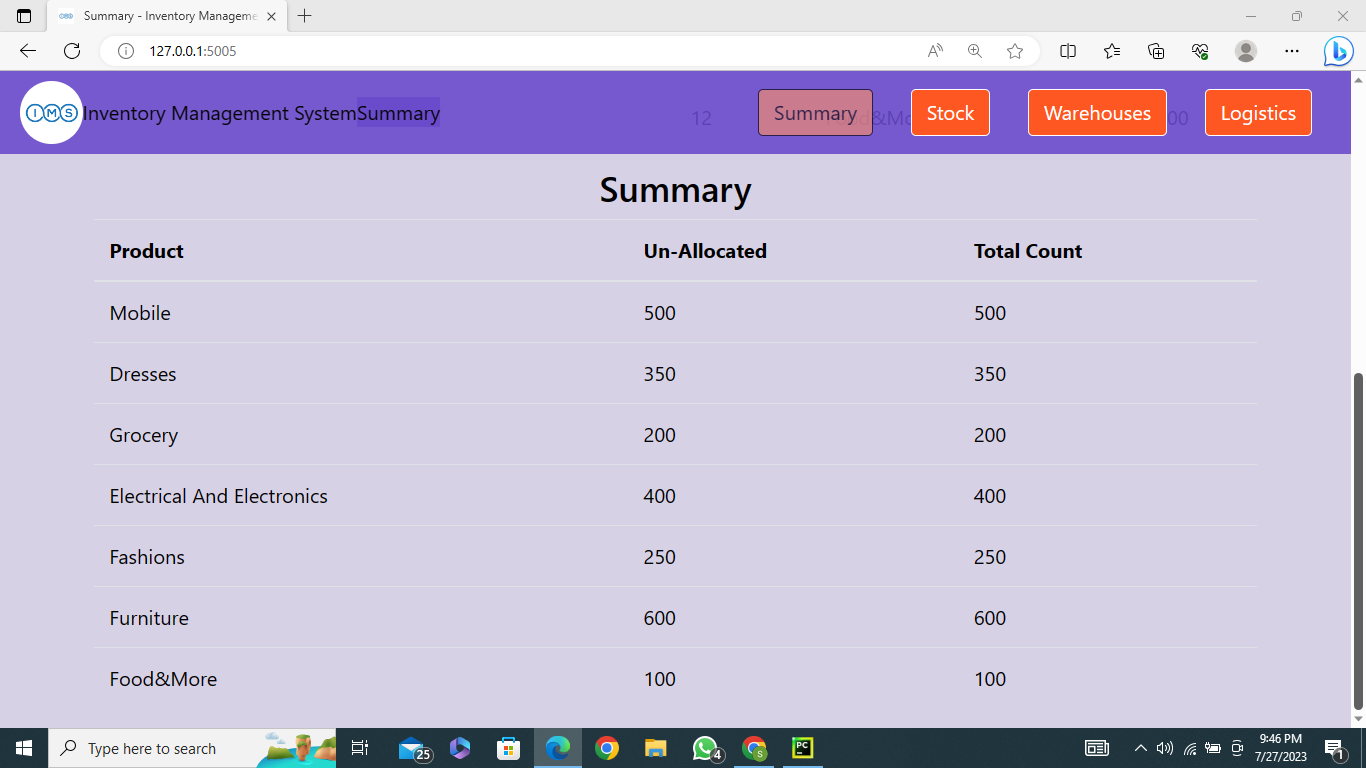 Summary - Inventory Manageme
127.0.0.1:5005
IMS Inventory Management System Summary 12 Summary &Mo Stock Warehouses 00 Logistics
Summary
Product Un-Allocated Total Count
Mobile 500 500
Dresses 350 350
Grocery 200 200
Electrical And Electronics 400 400
Fashions 250 250
Furniture 600 600
Food&More 100 100
Type here to search 25 4 S PC 9:46 PM
7/27/2023 1